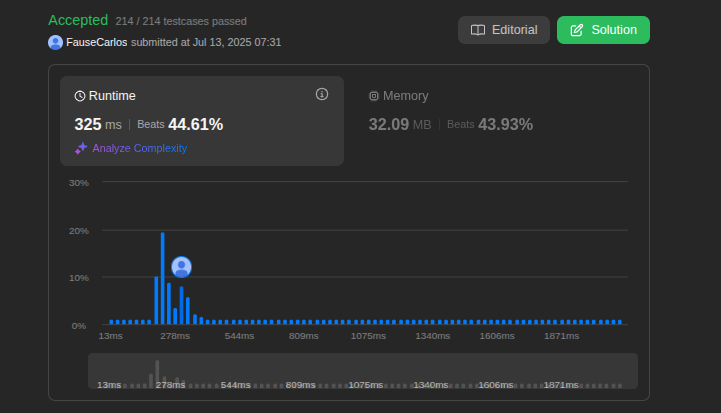 Accepted 214 / 214 testcases passed
FauseCarlos submitted at Jul 13, 2025 07:31
Editorial
Solution
Runtime
325 ms Beats 44.61%
Analyze Complexity
Memory
32.09 MB Beats 43.93%
30%
20%
10%
0%
13ms 278ms 544ms 809ms 1075ms 1340ms 1606ms 1871ms
13ms 278ms 544ms 809ms 1075ms 1340ms 1606ms 1871ms